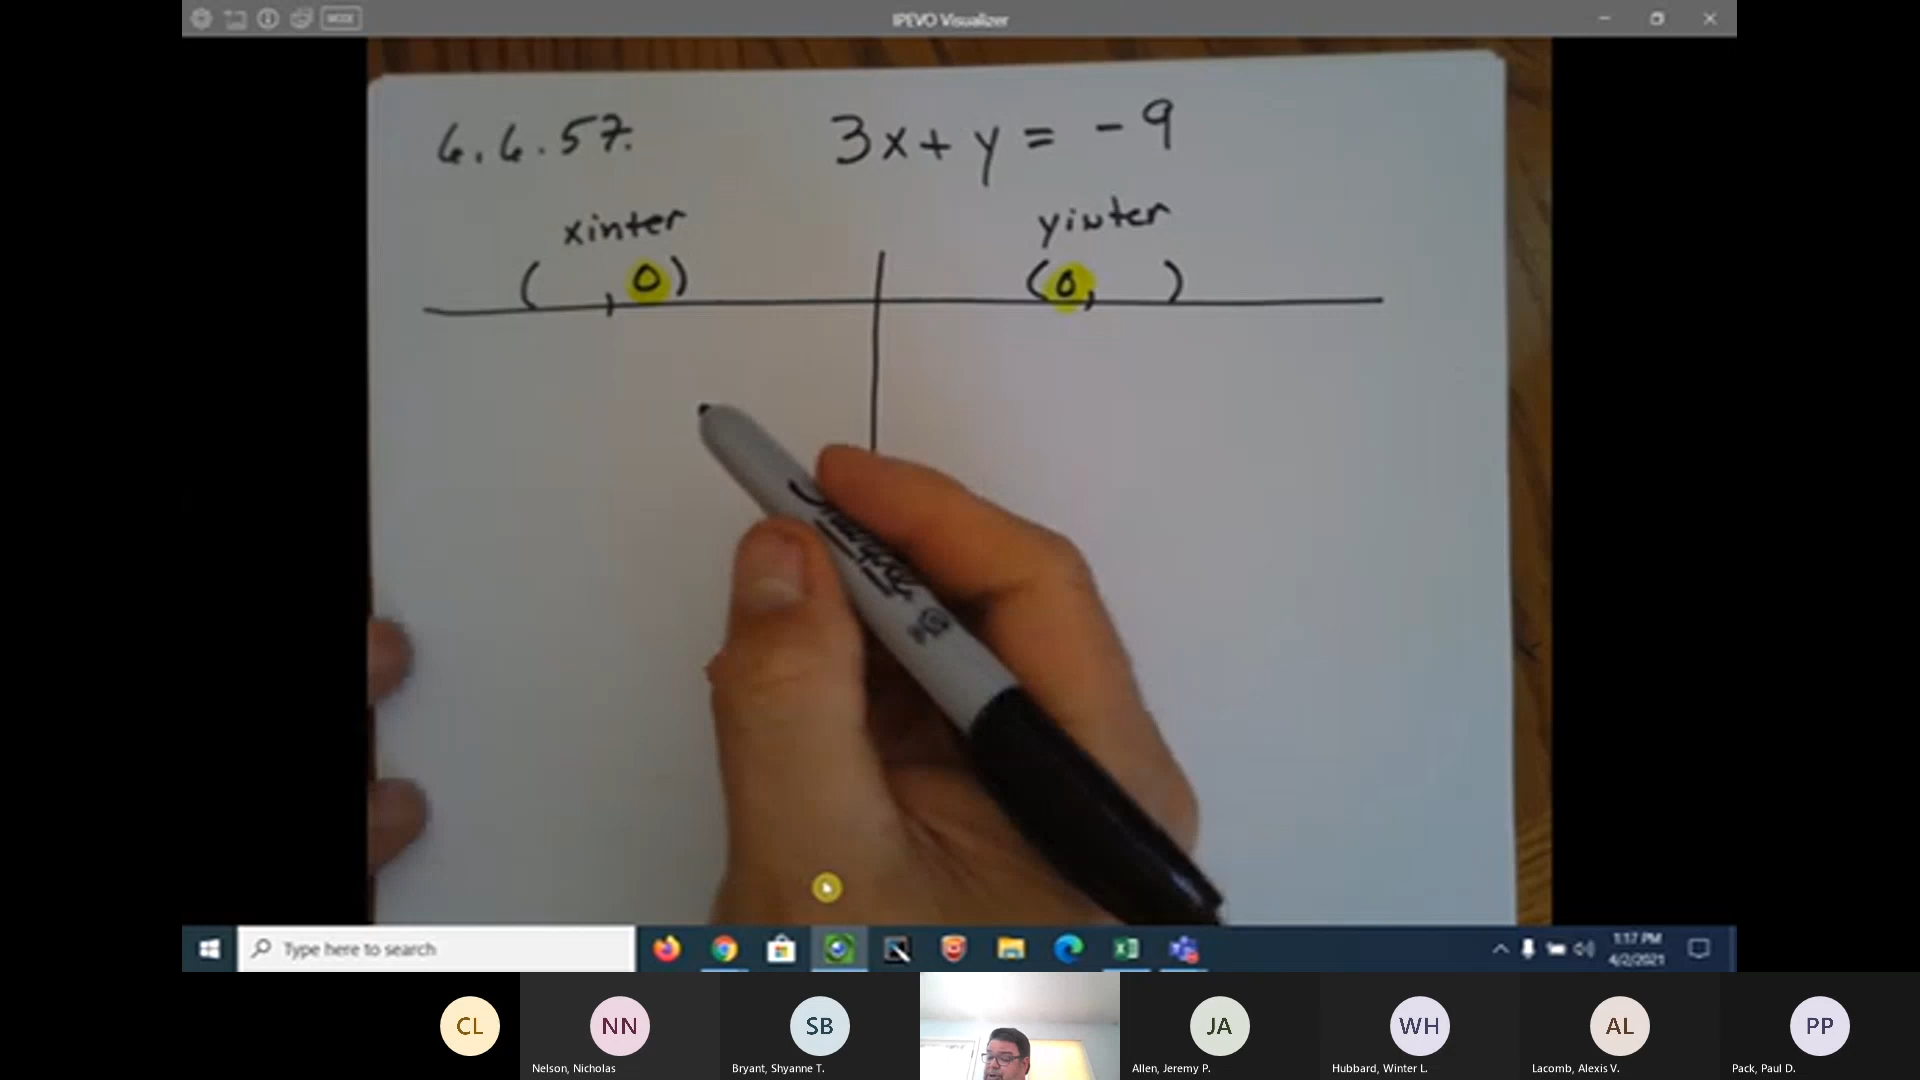 MODE
IPEVO Visualizer
6.6.57.
3x + y = -9
xinter
yinter
( , 0)
(0, )
Sharpie
Type here to search
1:17 PM
4/2/2021
CL
NN
SB
JA
WH
AL
PP
Nelson, Nicholas
Bryant, Shyanne T.
Allen, Jeremy P.
Hubbard, Winter L.
Lacomb, Alexis V.
Pack, Paul D.